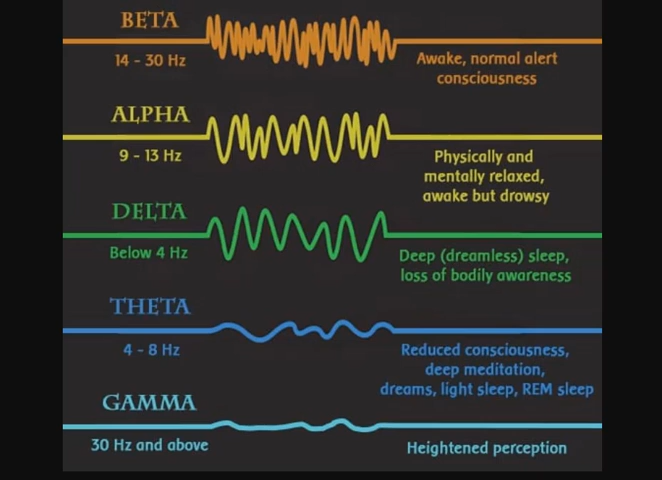 BETA
14 - 30 Hz
Awake, normal alert
consciousness
ALPHA
9 - 13 Hz
Physically and
mentally relaxed,
awake but drowsy
DELTA
Below 4 Hz
Deep (dreamless) sleep,
loss of bodily awareness
THETA
4 - 8 Hz
Reduced consciousness,
deep meditation,
dreams, light sleep, REM sleep
GAMMA
30 Hz and above
Heightened perception